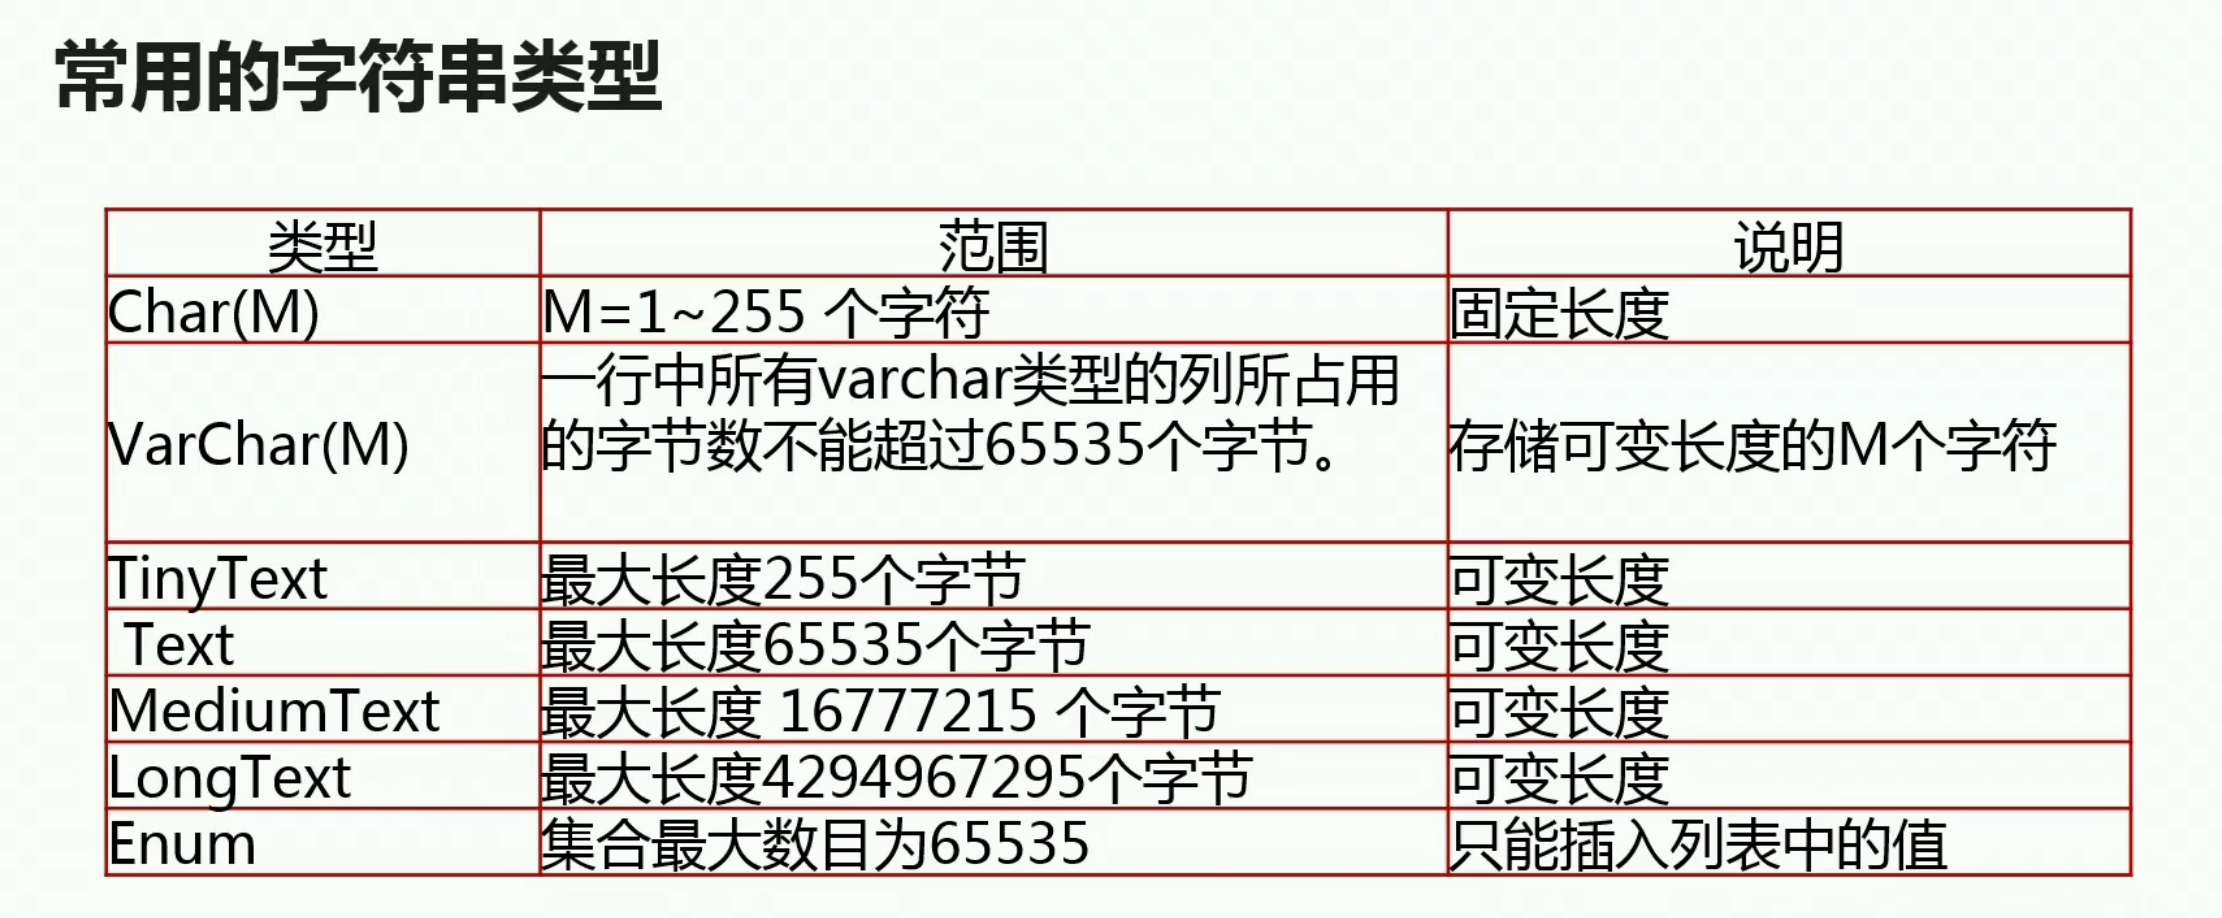 常用的字符串类型
类型 范围 说明
Char(M) M=1~255 个字符 固定长度
VarChar(M) 一行中所有varchar类型的列所占用
的字节数不能超过65535个字节。 存储可变长度的M个字符
TinyText 最大长度255个字节 可变长度
Text 最大长度65535个字节 可变长度
MediumText 最大长度 16777215 个字节 可变长度
LongText 最大长度4294967295个字节 可变长度
Enum 集合最大数目为65535 只能插入列表中的值